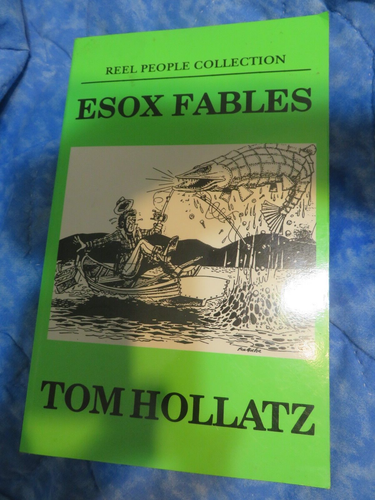 REEL PEOPLE COLLECTION
ESOX FABLES
TOM HOLLATZ